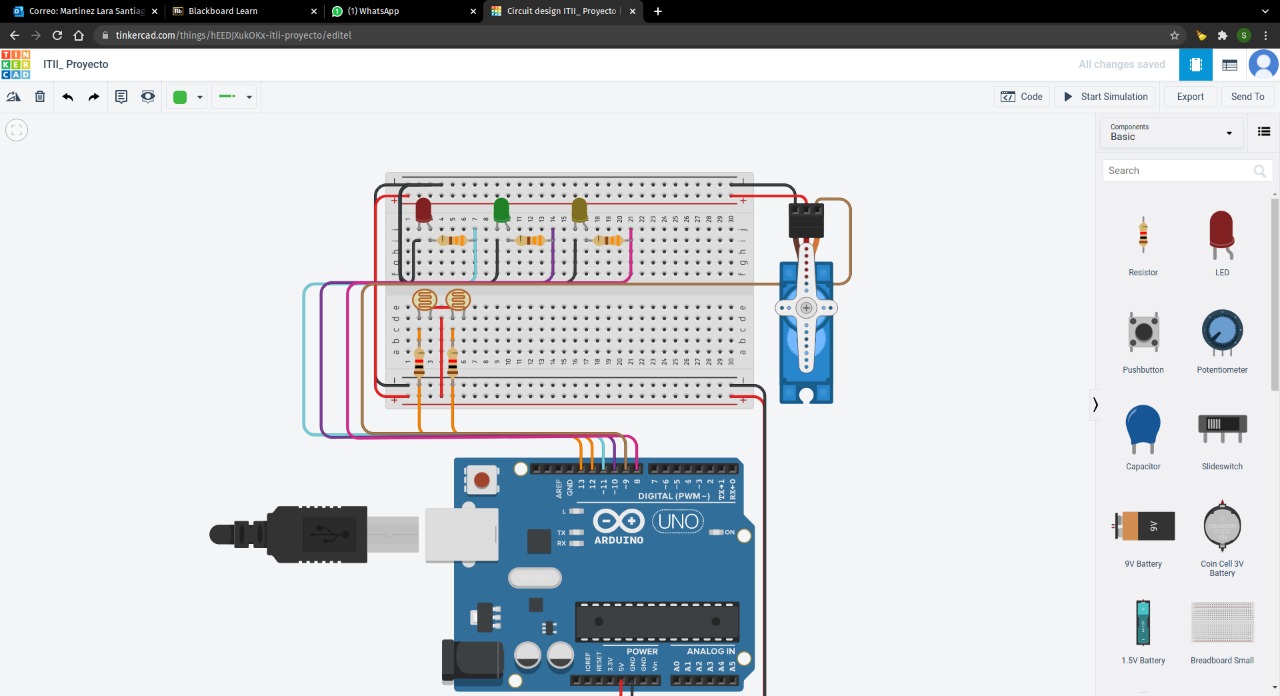 Correo: Martinez Lara Santiag
Blackboard Learn
(1) WhatsApp
Circuit design ITII_ Proyecto
tinkercad.com/things/hEEDJXukOKx-itii-proyecto/editel
S
TIN
KER
CAD
ITII_ Proyecto
All changes saved
Code
Start Simulation
Export
Send To
Components
Basic
Search
Resistor
LED
Pushbutton
Potentiometer
Capacitor
Slideswitch
9V
9V Battery
Coin Cell 3V
Battery
1.5V Battery
Breadboard Small
AREF
GND
13
12
~11
~10
~9
8
7
~6
~5
4
~3
2
TX→1
RX←0
DIGITAL (PWM~)
L
TX
RX
ARDUINO
UNO
ON
POWER
ANALOG IN
IOREF
RESET
3.3V
5V
GND
GND
Vin
A0
A1
A2
A3
A4
A5